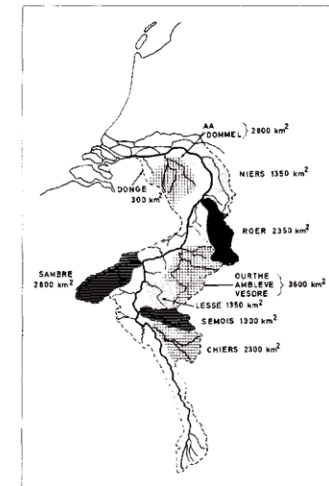 AA
DOMMEL } 2800 km²
NIERS 1350 km²
DONGE
300 km²
ROER 2350 km²
SAMBRE
2800 km²
OURTHE
AMBLEVE } 3600 km²
VESDRE
LESSE 1350 km²
SEMOIS 1300 km²
CHIERS 2300 km²